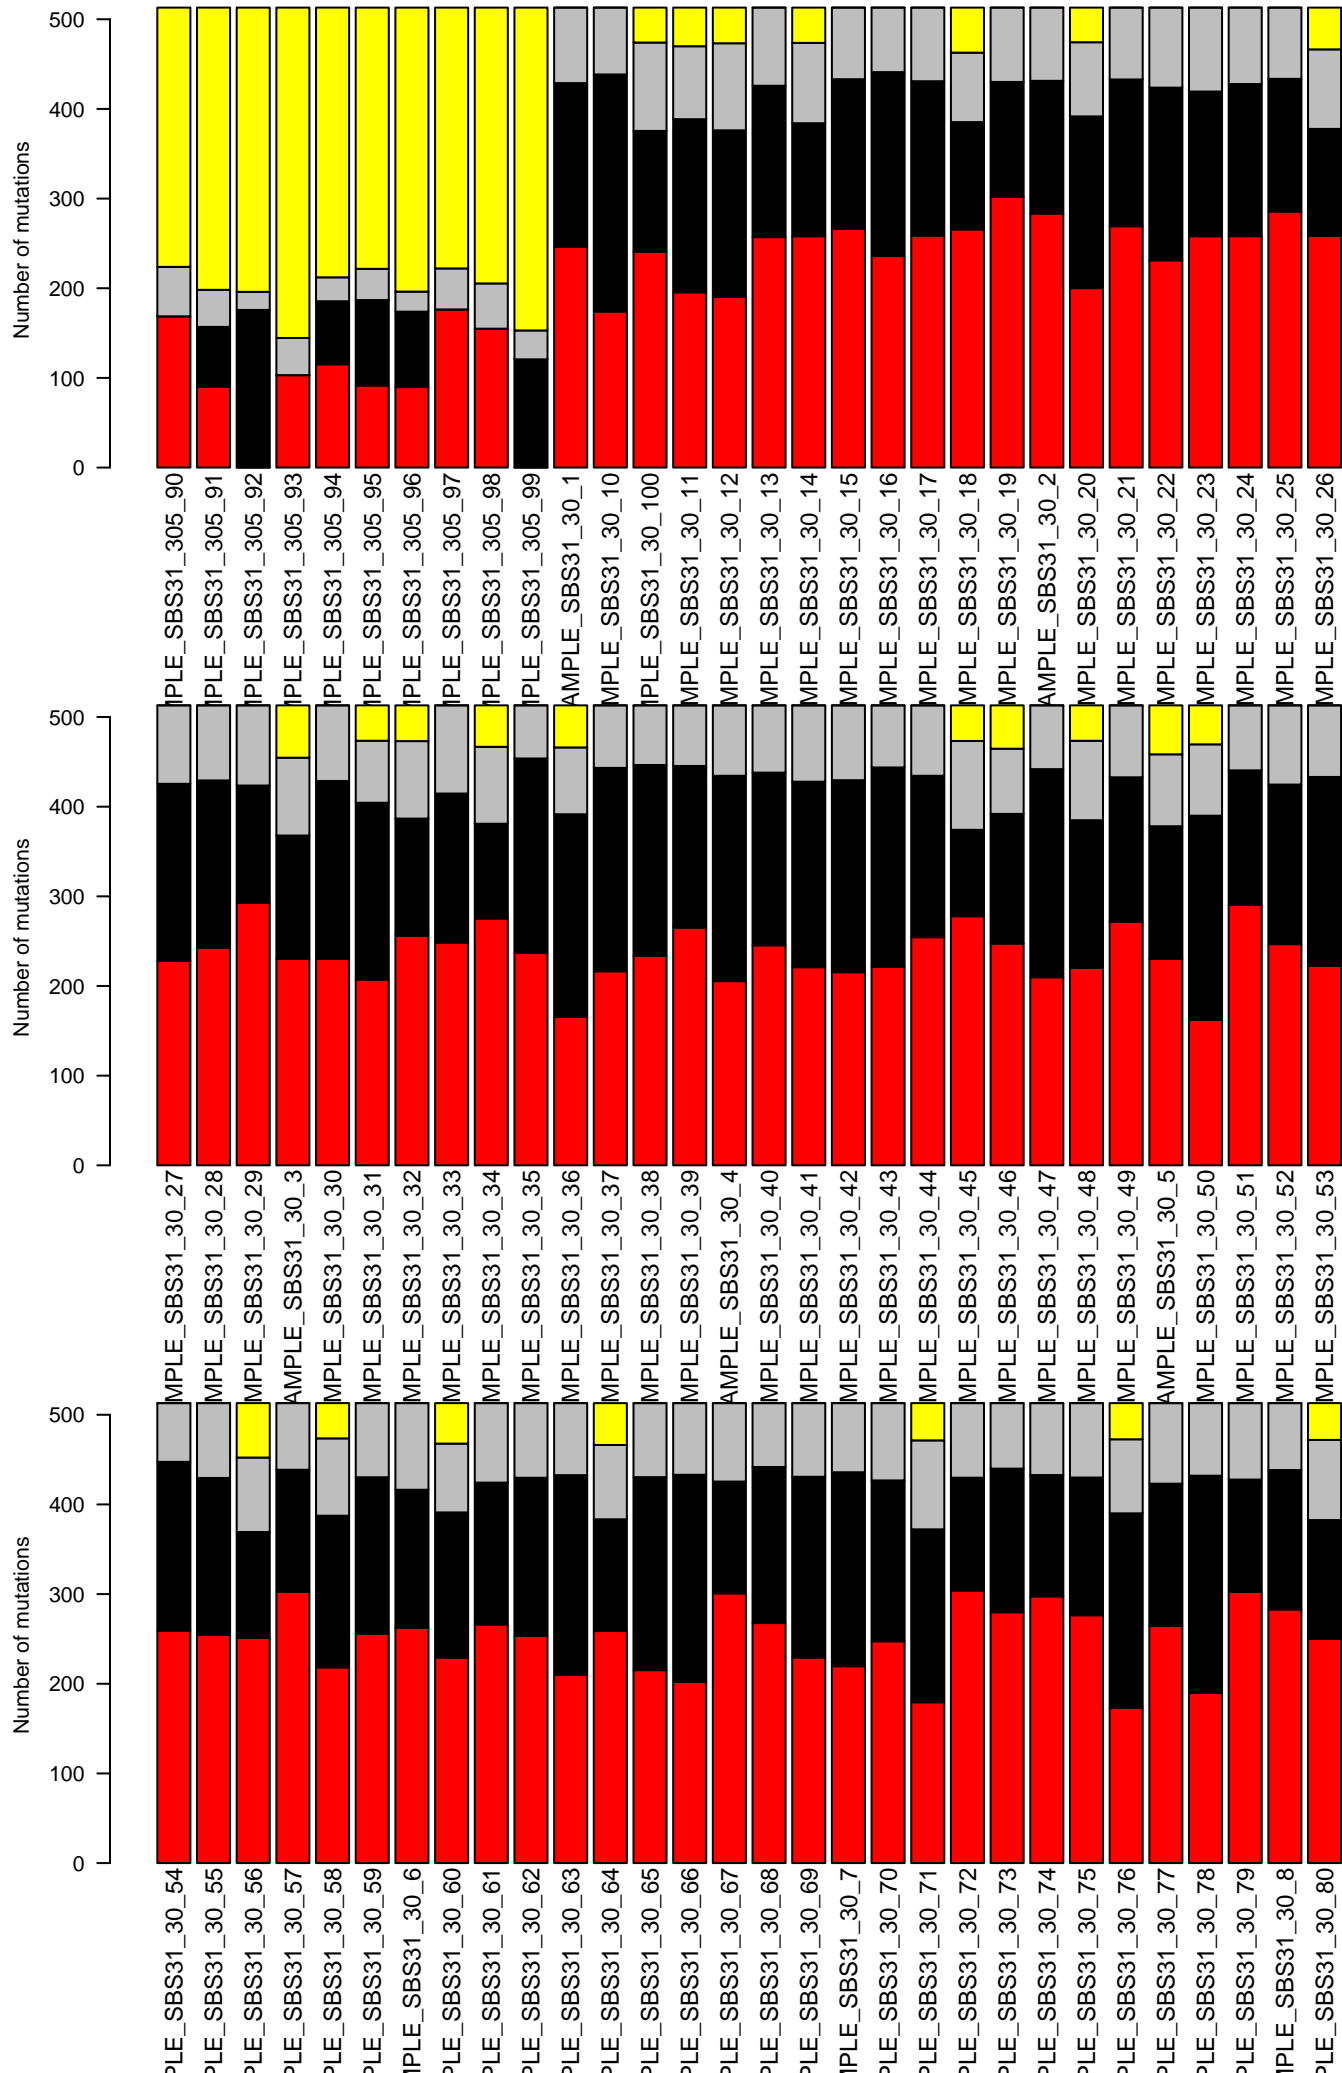 Number of mutations
500
400
300
200
100
0
MPLE_SBS31_305_90
MPLE_SBS31_305_91
MPLE_SBS31_305_92
MPLE_SBS31_305_93
MPLE_SBS31_305_94
MPLE_SBS31_305_95
MPLE_SBS31_305_96
MPLE_SBS31_305_97
MPLE_SBS31_305_98
MPLE_SBS31_305_99
AMPLE_SBS31_30_1
MPLE_SBS31_30_10
MPLE_SBS31_30_100
MPLE_SBS31_30_11
MPLE_SBS31_30_12
MPLE_SBS31_30_13
MPLE_SBS31_30_14
MPLE_SBS31_30_15
MPLE_SBS31_30_16
MPLE_SBS31_30_17
MPLE_SBS31_30_18
MPLE_SBS31_30_19
AMPLE_SBS31_30_2
MPLE_SBS31_30_20
MPLE_SBS31_30_21
MPLE_SBS31_30_22
MPLE_SBS31_30_23
MPLE_SBS31_30_24
MPLE_SBS31_30_25
MPLE_SBS31_30_26
Number of mutations
500
400
300
200
100
0
MPLE_SBS31_30_27
MPLE_SBS31_30_28
MPLE_SBS31_30_29
AMPLE_SBS31_30_3
MPLE_SBS31_30_30
MPLE_SBS31_30_31
MPLE_SBS31_30_32
MPLE_SBS31_30_33
MPLE_SBS31_30_34
MPLE_SBS31_30_35
MPLE_SBS31_30_36
MPLE_SBS31_30_37
MPLE_SBS31_30_38
MPLE_SBS31_30_39
AMPLE_SBS31_30_4
MPLE_SBS31_30_40
MPLE_SBS31_30_41
MPLE_SBS31_30_42
MPLE_SBS31_30_43
MPLE_SBS31_30_44
MPLE_SBS31_30_45
MPLE_SBS31_30_46
MPLE_SBS31_30_47
MPLE_SBS31_30_48
MPLE_SBS31_30_49
AMPLE_SBS31_30_5
MPLE_SBS31_30_50
MPLE_SBS31_30_51
MPLE_SBS31_30_52
MPLE_SBS31_30_53
Number of mutations
500
400
300
200
100
0
PLE_SBS31_30_54
PLE_SBS31_30_55
PLE_SBS31_30_56
PLE_SBS31_30_57
PLE_SBS31_30_58
PLE_SBS31_30_59
MPLE_SBS31_30_6
PLE_SBS31_30_60
PLE_SBS31_30_61
PLE_SBS31_30_62
PLE_SBS31_30_63
PLE_SBS31_30_64
PLE_SBS31_30_65
PLE_SBS31_30_66
PLE_SBS31_30_67
PLE_SBS31_30_68
PLE_SBS31_30_69
MPLE_SBS31_30_7
PLE_SBS31_30_70
PLE_SBS31_30_71
PLE_SBS31_30_72
PLE_SBS31_30_73
PLE_SBS31_30_74
PLE_SBS31_30_75
PLE_SBS31_30_76
PLE_SBS31_30_77
PLE_SBS31_30_78
PLE_SBS31_30_79
MPLE_SBS31_30_8
PLE_SBS31_30_80